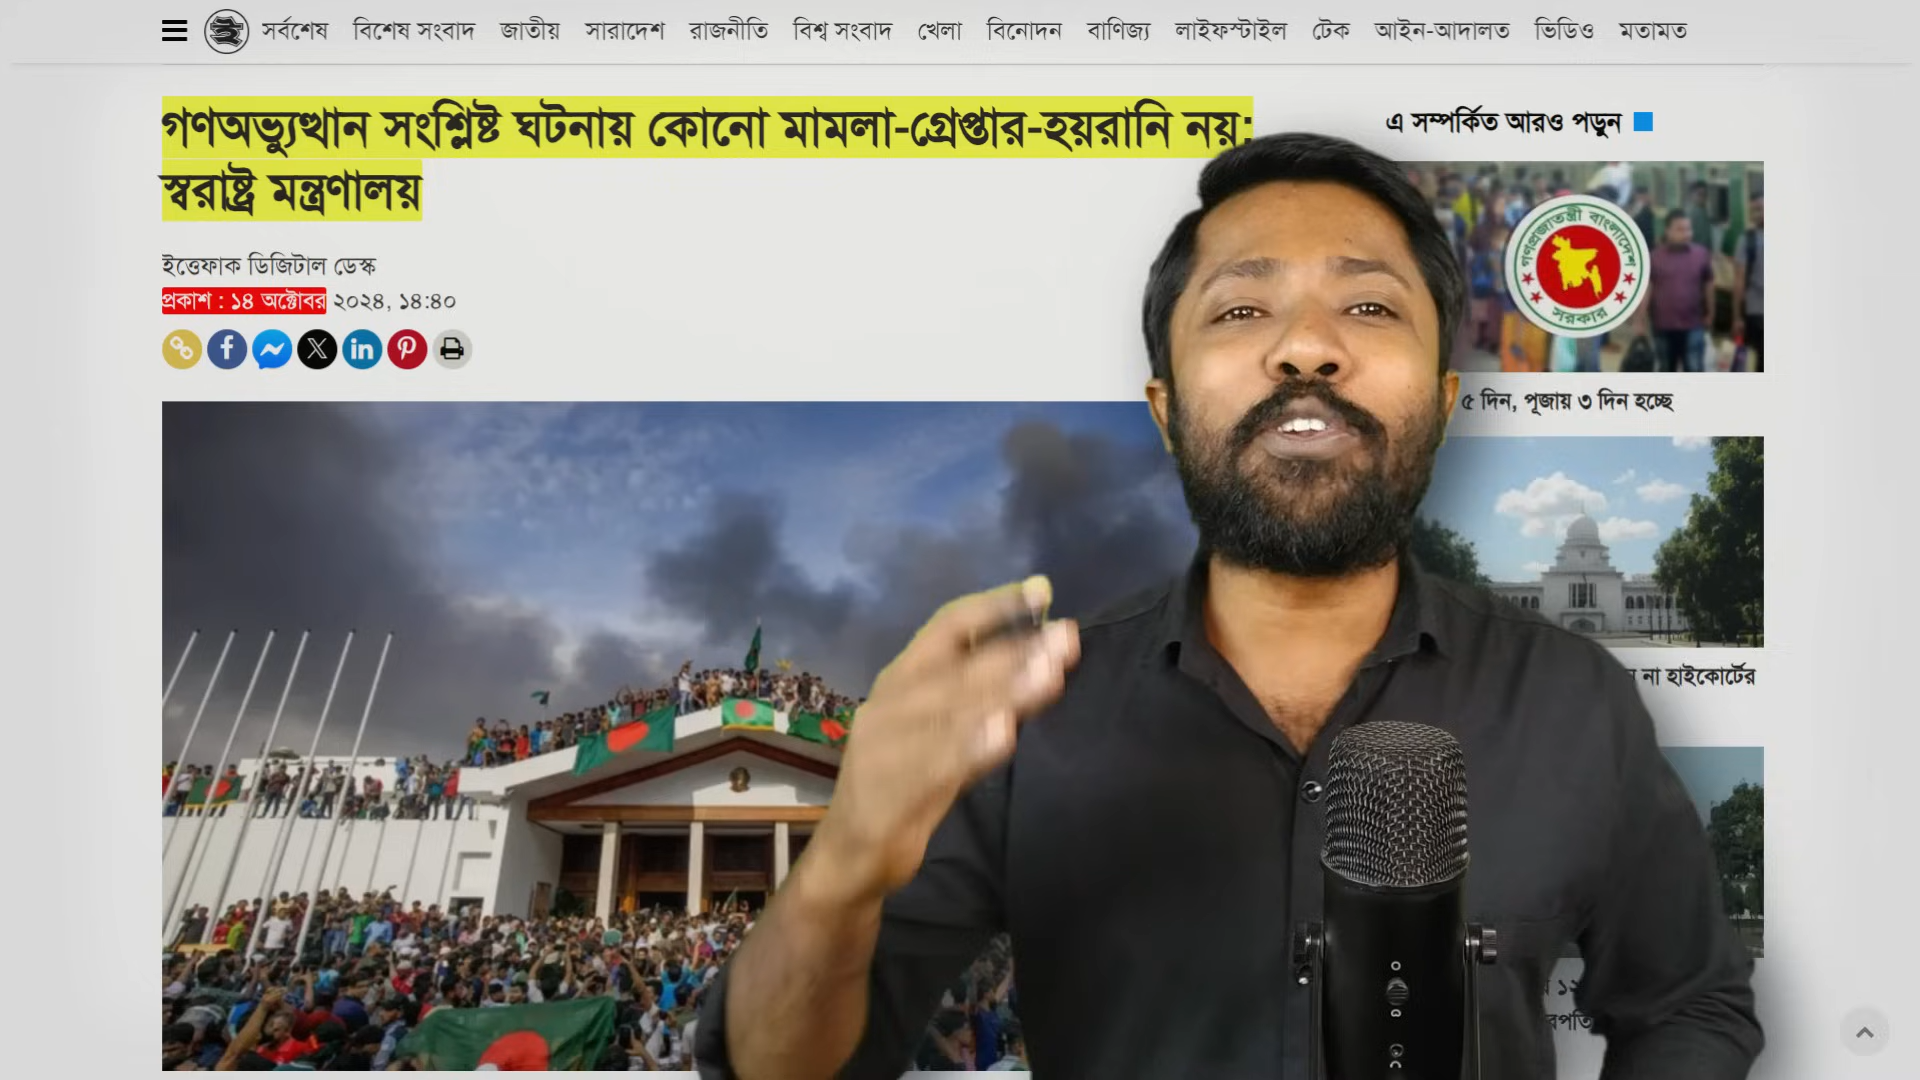 সর্বশেষ বিশেষ সংবাদ জাতীয় সারাদেশ রাজনীতি বিশ্ব সংবাদ খেলা বিনোদন বাণিজ্য লাইফস্টাইল টেক আইন-আদালত ভিডিও মতামত
গণঅভ্যুত্থান সংশ্লিষ্ট ঘটনায় কোনো মামলা-গ্রেপ্তার-হয়রানি নয়:
স্বরাষ্ট্র মন্ত্রণালয়
ইত্তেফাক ডিজিটাল ডেস্ক
প্রকাশ : ১৪ অক্টোবর ২০২৪, ১৪:৪০
এ সম্পর্কিত আরও পড়ুন
গণপ্রজাতন্ত্রী বাংলাদেশ
সরকার
৫ দিন, পূজায় ৩ দিন হচ্ছে
না হাইকোর্টের